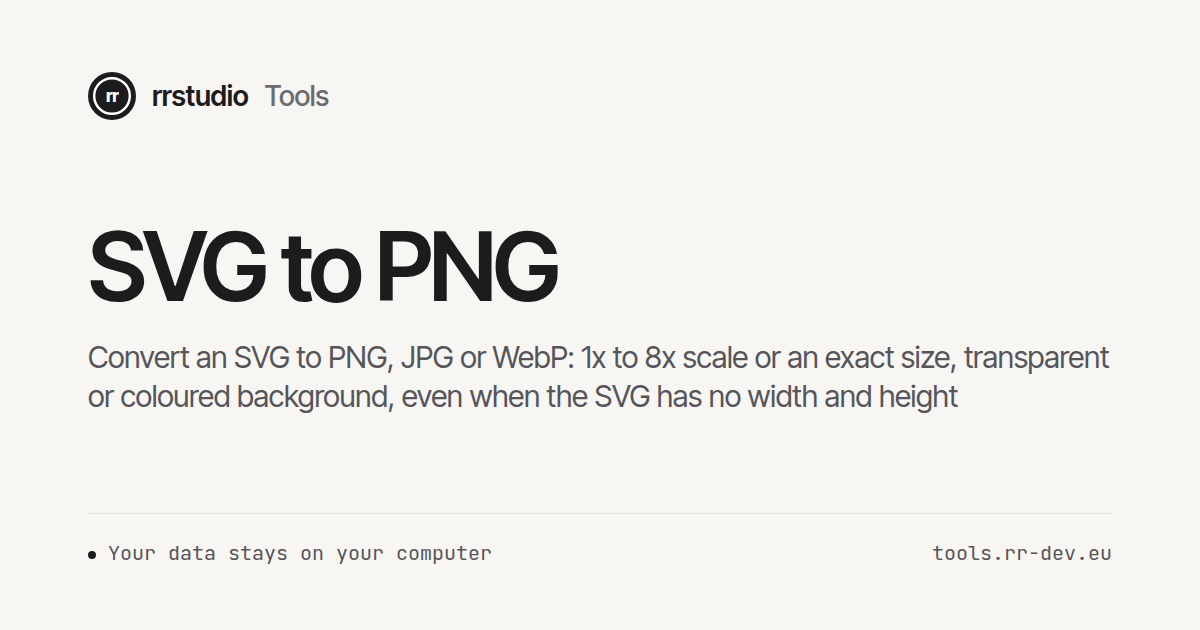 rr rrstudio Tools
SVG to PNG
Convert an SVG to PNG, JPG or WebP: 1x to 8x scale or an exact size, transparent
or coloured background, even when the SVG has no width and height
Your data stays on your computer
tools.rr-dev.eu